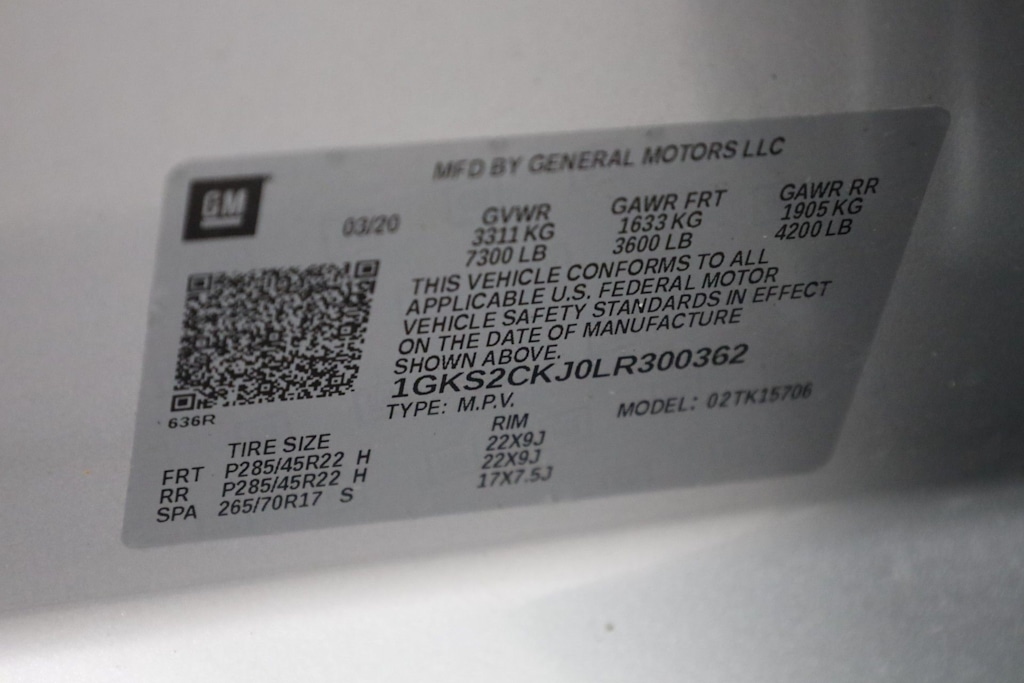 MFD BY GENERAL MOTORS LLC
GM
03/20
GVWR GAWR FRT GAWR RR
3311 KG 1633 KG 1905 KG
7300 LB 3600 LB 4200 LB
THIS VEHICLE CONFORMS TO ALL
APPLICABLE U.S. FEDERAL MOTOR
VEHICLE SAFETY STANDARDS IN EFFECT
ON THE DATE OF MANUFACTURE
SHOWN ABOVE.
1GKS2CKJ0LR300362
TYPE: M.P.V. MODEL: 02TK15706
636R
TIRE SIZE RIM
FRT P285/45R22 H 22X9J
RR P285/45R22 H 22X9J
SPA 265/70R17 S 17X7.5J